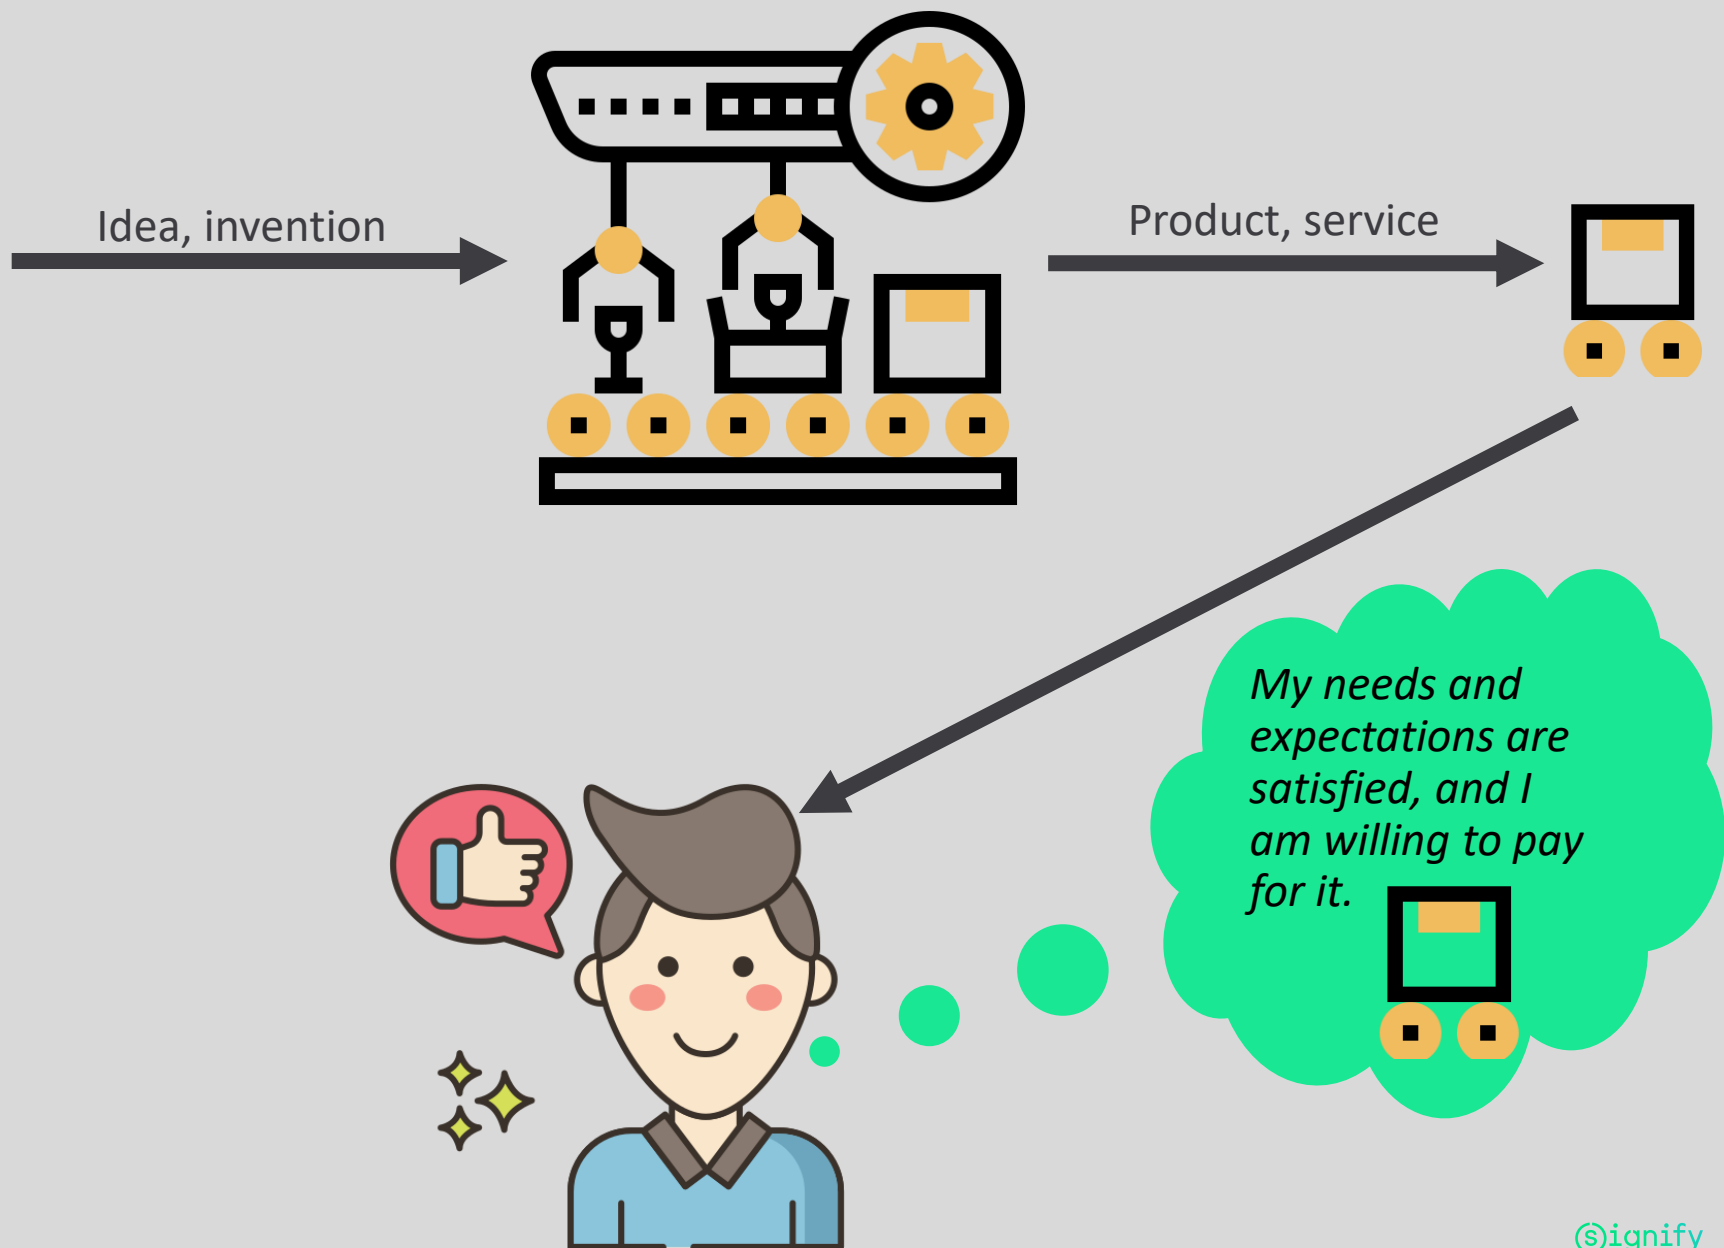 Idea, invention
Product, service
My needs and
expectations are
satisfied, and I
am willing to pay
for it.
Signify